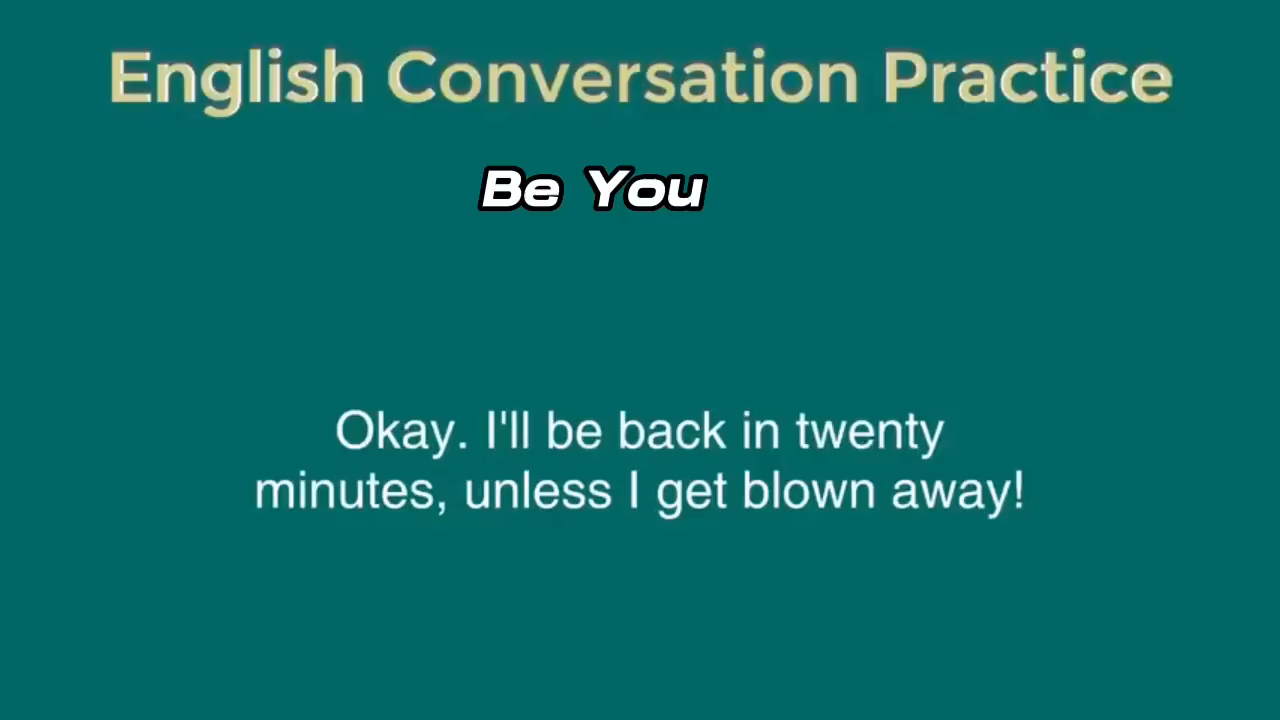 English Conversation Practice
Be You
Okay. I'll be back in twenty
minutes, unless I get blown away!